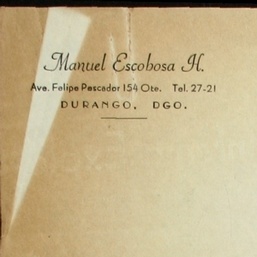 Manuel Escobosa H.
Ave. Felipe Pescador 154 Ote. Tel. 27-21
DURANGO, DGO.